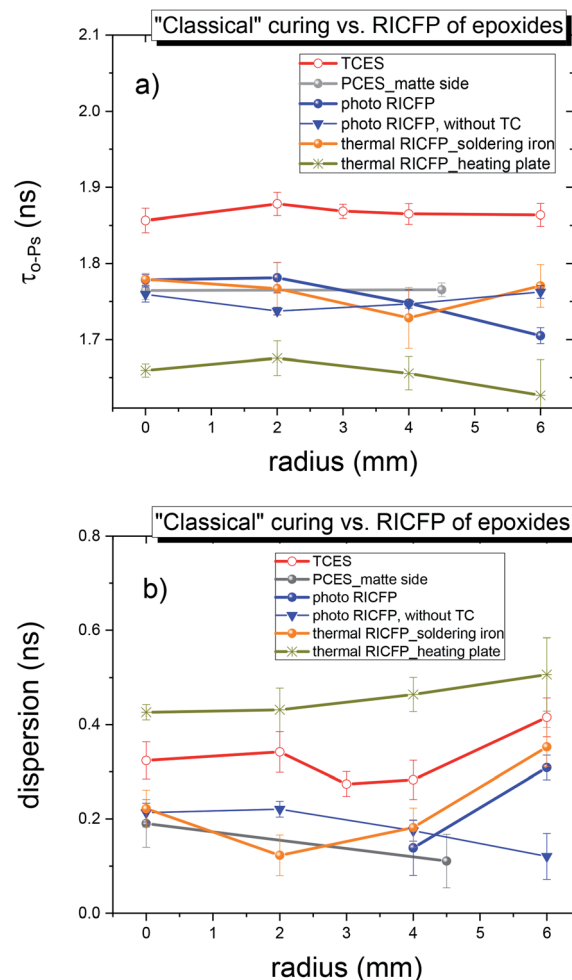 "Classical" curing vs. RICFP of epoxides
2.1
2.0
1.9
1.8
1.7
τo-Ps (ns)
a)
TCES
PCES_matte side
photo RICFP
photo RICFP, without TC
thermal RICFP_soldering iron
thermal RICFP_heating plate
0 1 2 3 4 5 6
radius (mm)
"Classical" curing vs. RICFP of epoxides
0.8
0.6
0.4
0.2
0.0
dispersion (ns)
b)
TCES
PCES_matte side
photo RICFP
photo RICFP, without TC
thermal RICFP_soldering iron
thermal RICFP_heating plate
0 1 2 3 4 5 6
radius (mm)